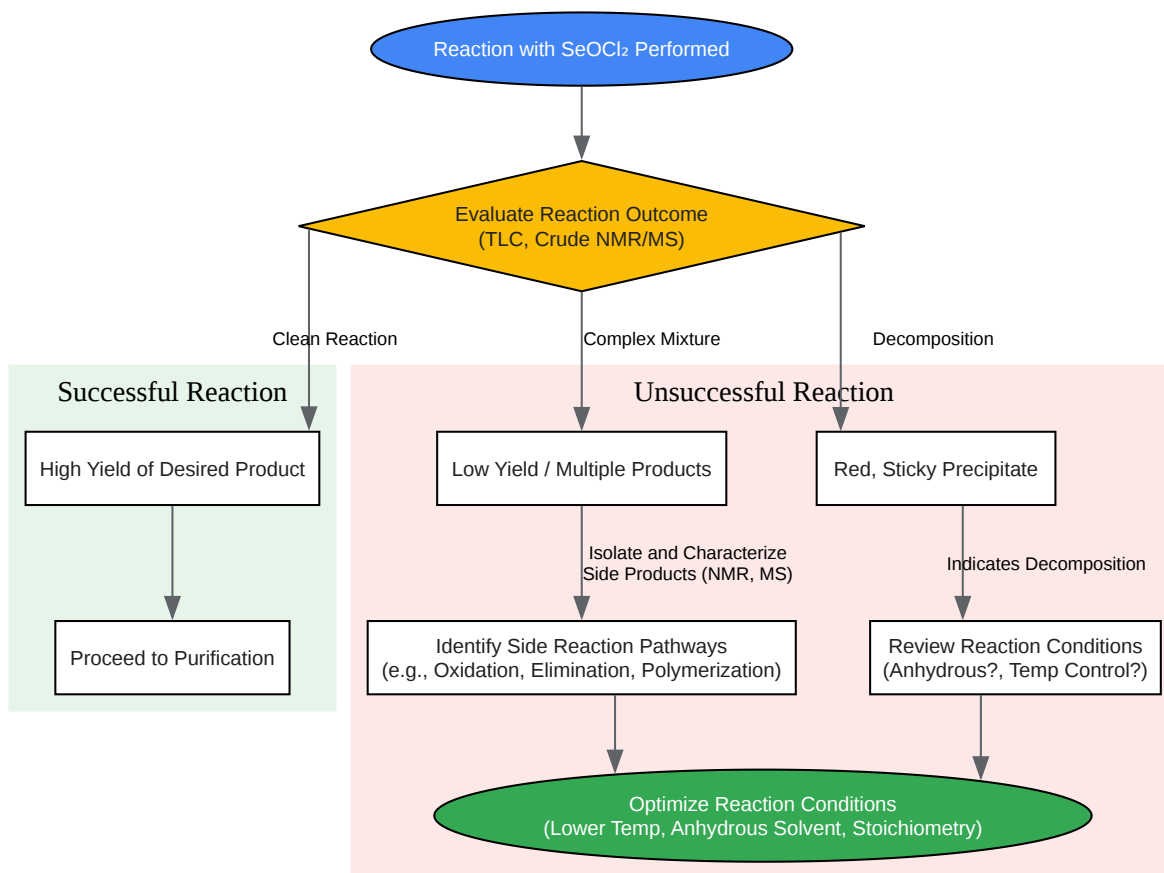 Reaction with SeOCl₂ Performed
Evaluate Reaction Outcome
(TLC, Crude NMR/MS)
Clean Reaction
Complex Mixture
Decomposition
Successful Reaction
Unsuccessful Reaction
High Yield of Desired Product
Low Yield / Multiple Products
Red, Sticky Precipitate
Isolate and Characterize
Side Products (NMR, MS)
Indicates Decomposition
Proceed to Purification
Identify Side Reaction Pathways
(e.g., Oxidation, Elimination, Polymerization)
Review Reaction Conditions
(Anhydrous?, Temp Control?)
Optimize Reaction Conditions
(Lower Temp, Anhydrous Solvent, Stoichiometry)